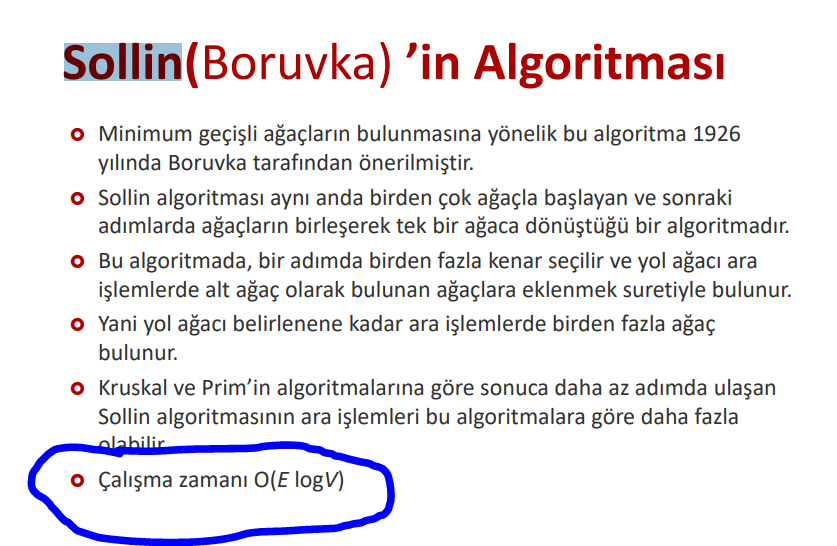 Sollin(Boruvka) ’in Algoritması
Minimum geçişli ağaçların bulunmasına yönelik bu algoritma 1926
yılında Boruvka tarafından önerilmiştir.
Sollin algoritması aynı anda birden çok ağaçla başlayan ve sonraki
adımlarda ağaçların birleşerek tek bir ağaca dönüştüğü bir algoritmadır.
Bu algoritmada, bir adımda birden fazla kenar seçilir ve yol ağacı ara
işlemlerde alt ağaç olarak bulunan ağaçlara eklenmek suretiyle bulunur.
Yani yol ağacı belirlenene kadar ara işlemlerde birden fazla ağaç
bulunur.
Kruskal ve Prim’in algoritmalarına göre sonuca daha az adımda ulaşan
Sollin algoritmasının ara işlemleri bu algoritmalara göre daha fazla
olabilir.
Çalışma zamanı O(E logV)